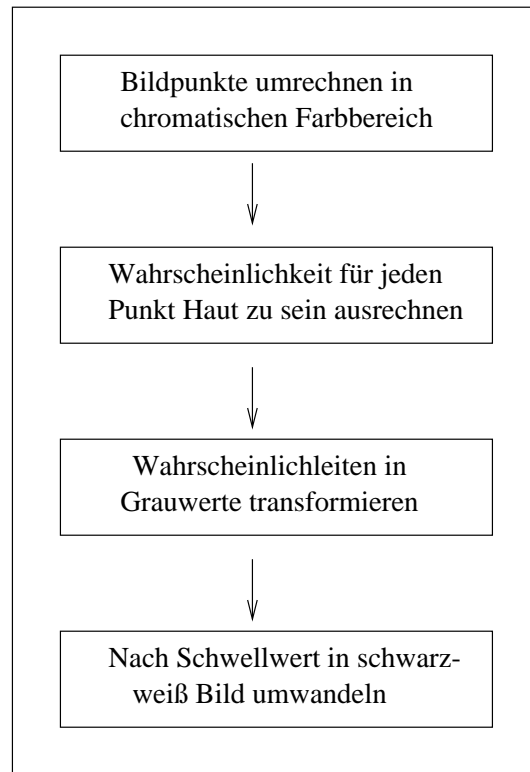 Bildpunkte umrechnen in
chromatischen Farbbereich
Wahrscheinlichkeit für jeden
Punkt Haut zu sein ausrechnen
Wahrscheinlichleiten in
Grauwerte transformieren
Nach Schwellwert in schwarz-
weiß Bild umwandeln